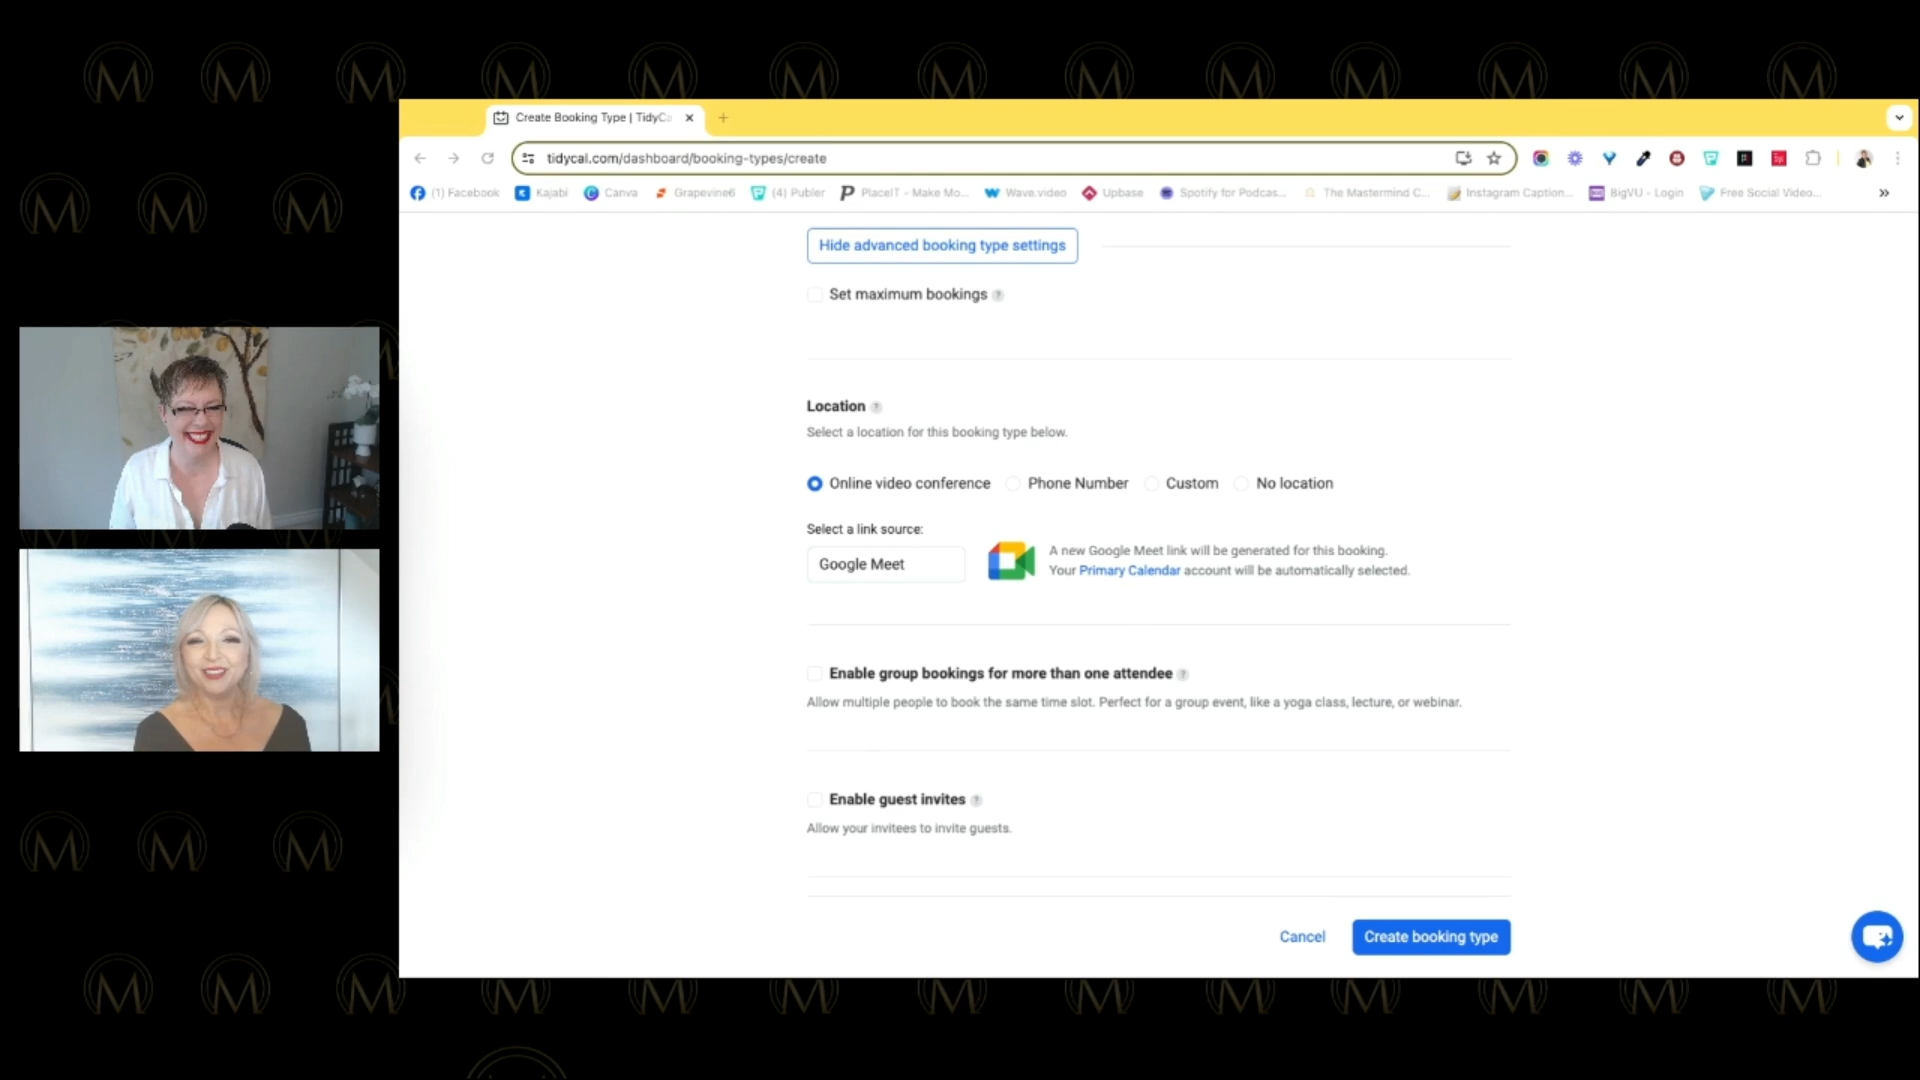 M M M M M M M M M M M M M
Create Booking Type | TidyCa
tidycal.com/dashboard/booking-types/create
(1) Facebook Kajabi Canva Grapevine6 (4) Publer PlaceIT - Make Mo... Wave.video Upbase Spotify for Podcas... The Mastermind C... Instagram Caption... BigVU - Login Free Social Video...
M M M
Hide advanced booking type settings
Set maximum bookings ?
Location ?
Select a location for this booking type below.
Online video conference Phone Number Custom No location
Select a link source:
Google Meet
A new Google Meet link will be generated for this booking.
Your Primary Calendar account will be automatically selected.
Enable group bookings for more than one attendee ?
Allow multiple people to book the same time slot. Perfect for a group event, like a yoga class, lecture, or webinar.
Enable guest invites ?
Allow your invitees to invite guests.
M M M
Cancel Create booking type
M M M M M M M M M M M M M